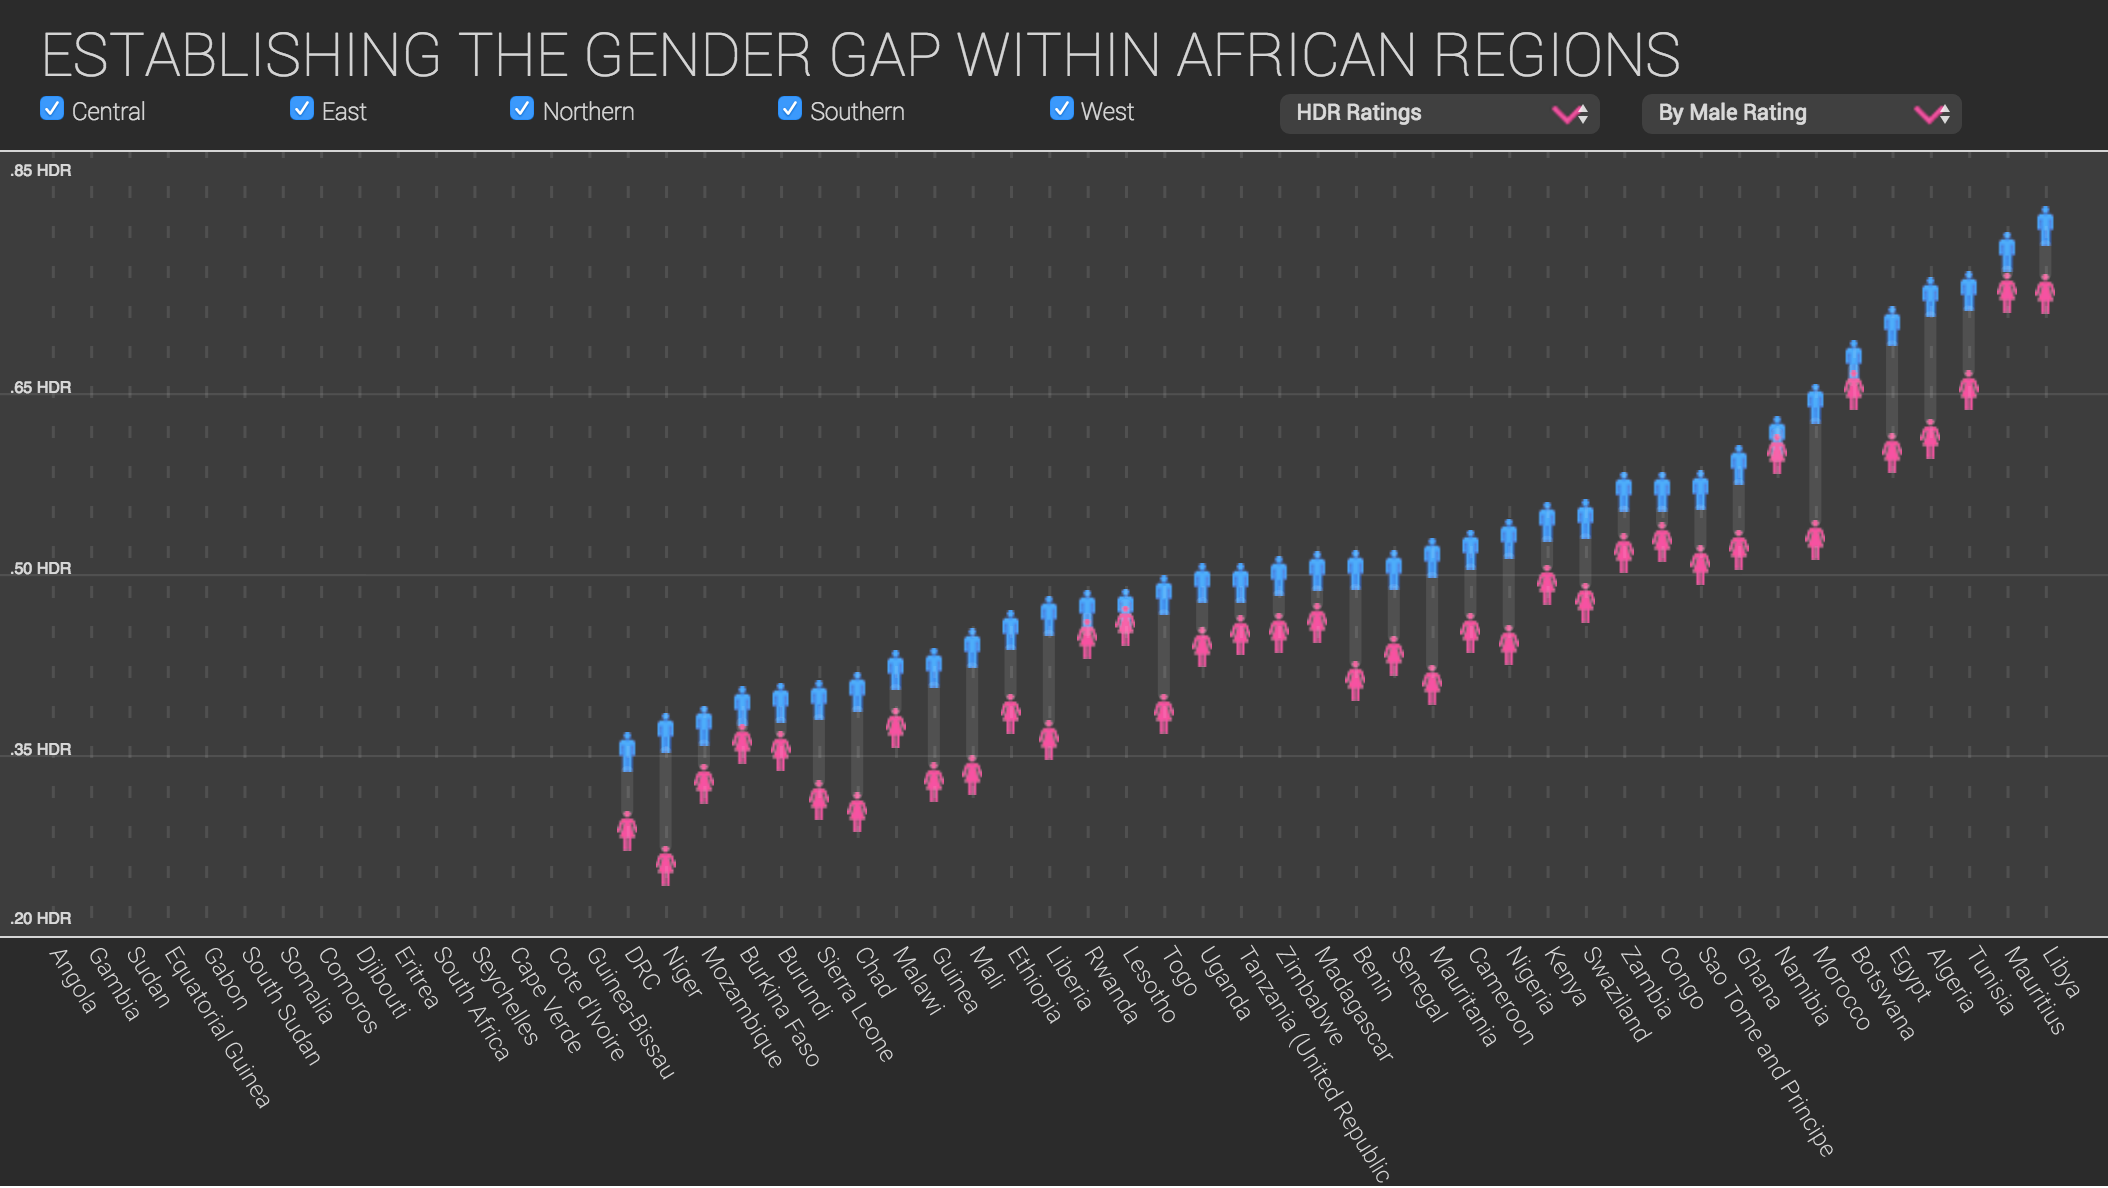 ESTABLISHING THE GENDER GAP WITHIN AFRICAN REGIONS
Central
East
Northern
Southern
West
HDR Ratings
By Male Rating
.85 HDR
.65 HDR
.50 HDR
.35 HDR
.20 HDR
Angola
Gambia
Sudan
Equatorial Guinea
Gabon
South Sudan
Somalia
Comoros
Djibouti
Eritrea
South Africa
Seychelles
Cape Verde
Cote d'Ivoire
Guinea-Bissau
DRC
Niger
Mozambique
Burkina Faso
Burundi
Sierra Leone
Chad
Malawi
Guinea
Mali
Ethiopia
Liberia
Rwanda
Lesotho
Togo
Uganda
Tanzania (United Republic
Zimbabwe
Madagascar
Benin
Senegal
Mauritania
Cameroon
Nigeria
Kenya
Swaziland
Zambia
Congo
Sao Tome and Principe
Ghana
Namibia
Morocco
Botswana
Egypt
Algeria
Tunisia
Mauritius
Libya